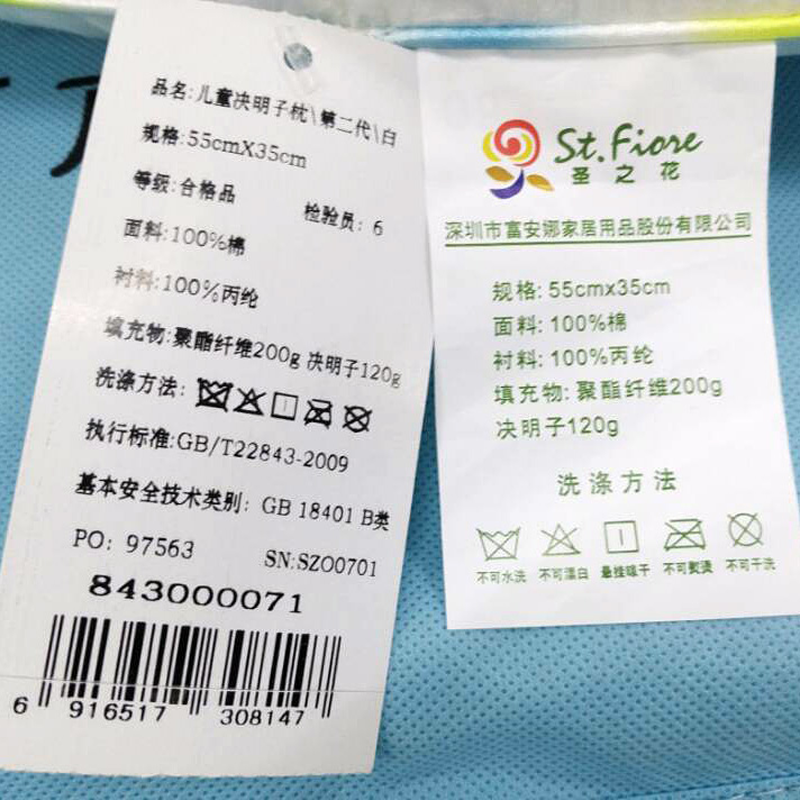 品名:儿童决明子枕\第二代\白
规格:55cmX35cm
等级:合格品 检验员: 6
面料:100%棉
衬料:100%丙纶
填充物:聚酯纤维200g 决明子120g
洗涤方法:
执行标准:GB/T22843-2009
基本安全技术类别: GB 18401 B类
PO: 97563 SN:SZO0701
843000071
6 916517 308147
St.Fiore
圣之花
深圳市富安娜家居用品股份有限公司
规格: 55cmx35cm
面料: 100%棉
衬料: 100%丙纶
填充物: 聚酯纤维200g
决明子120g
洗涤方法
不可水洗 不可漂白 悬挂晾干 不可熨烫 不可干洗